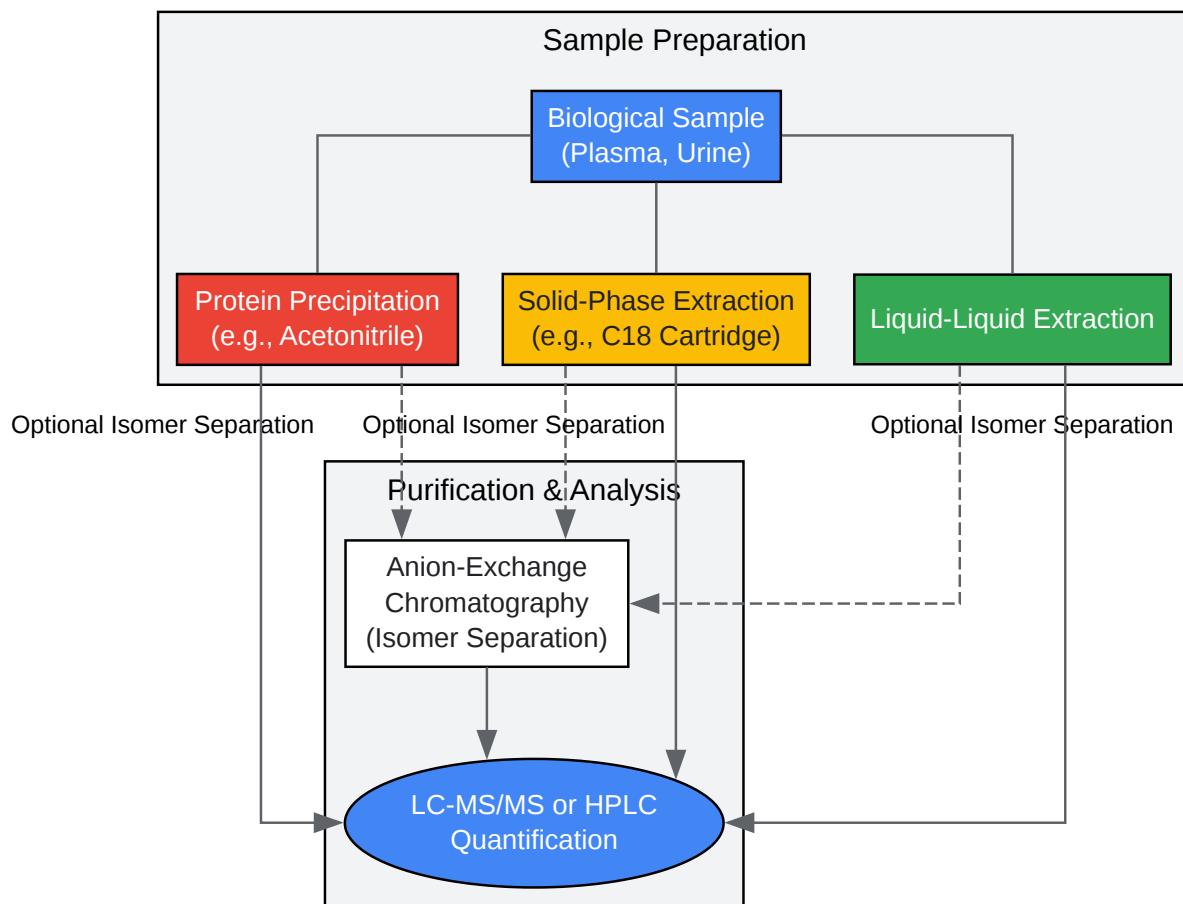 Sample Preparation
Biological Sample
(Plasma, Urine)
Protein Precipitation
(e.g., Acetonitrile)
Solid-Phase Extraction
(e.g., C18 Cartridge)
Liquid-Liquid Extraction
Optional Isomer Separation
Optional Isomer Separation
Optional Isomer Separation
Purification & Analysis
Anion-Exchange
Chromatography
(Isomer Separation)
LC-MS/MS or HPLC
Quantification